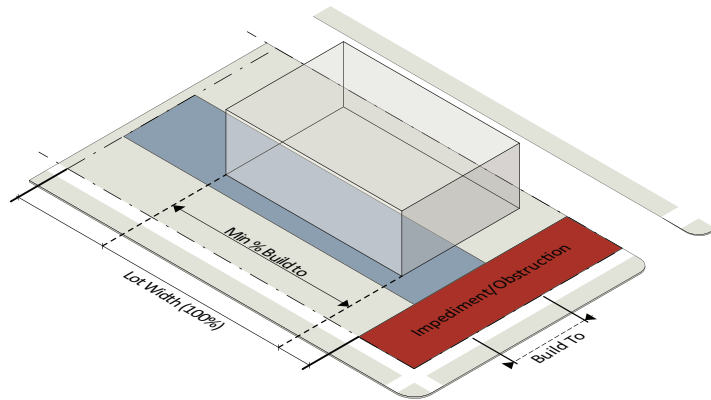 Min % Build to
Lot Width (100%)
Impediment/Obstruction
Build To